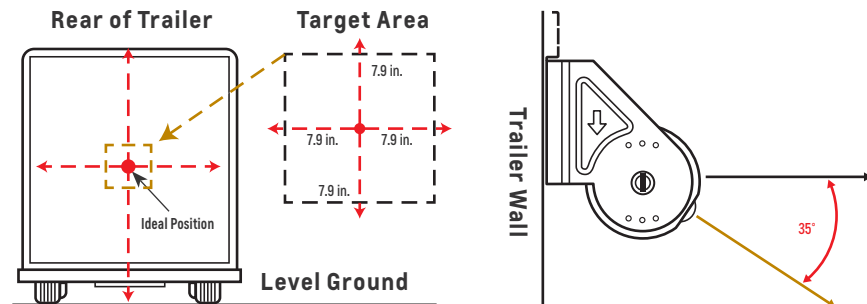 Rear of Trailer
Target Area
7.9 in.
7.9 in.
7.9 in.
7.9 in.
Ideal Position
Level Ground
Trailer Wall
35°